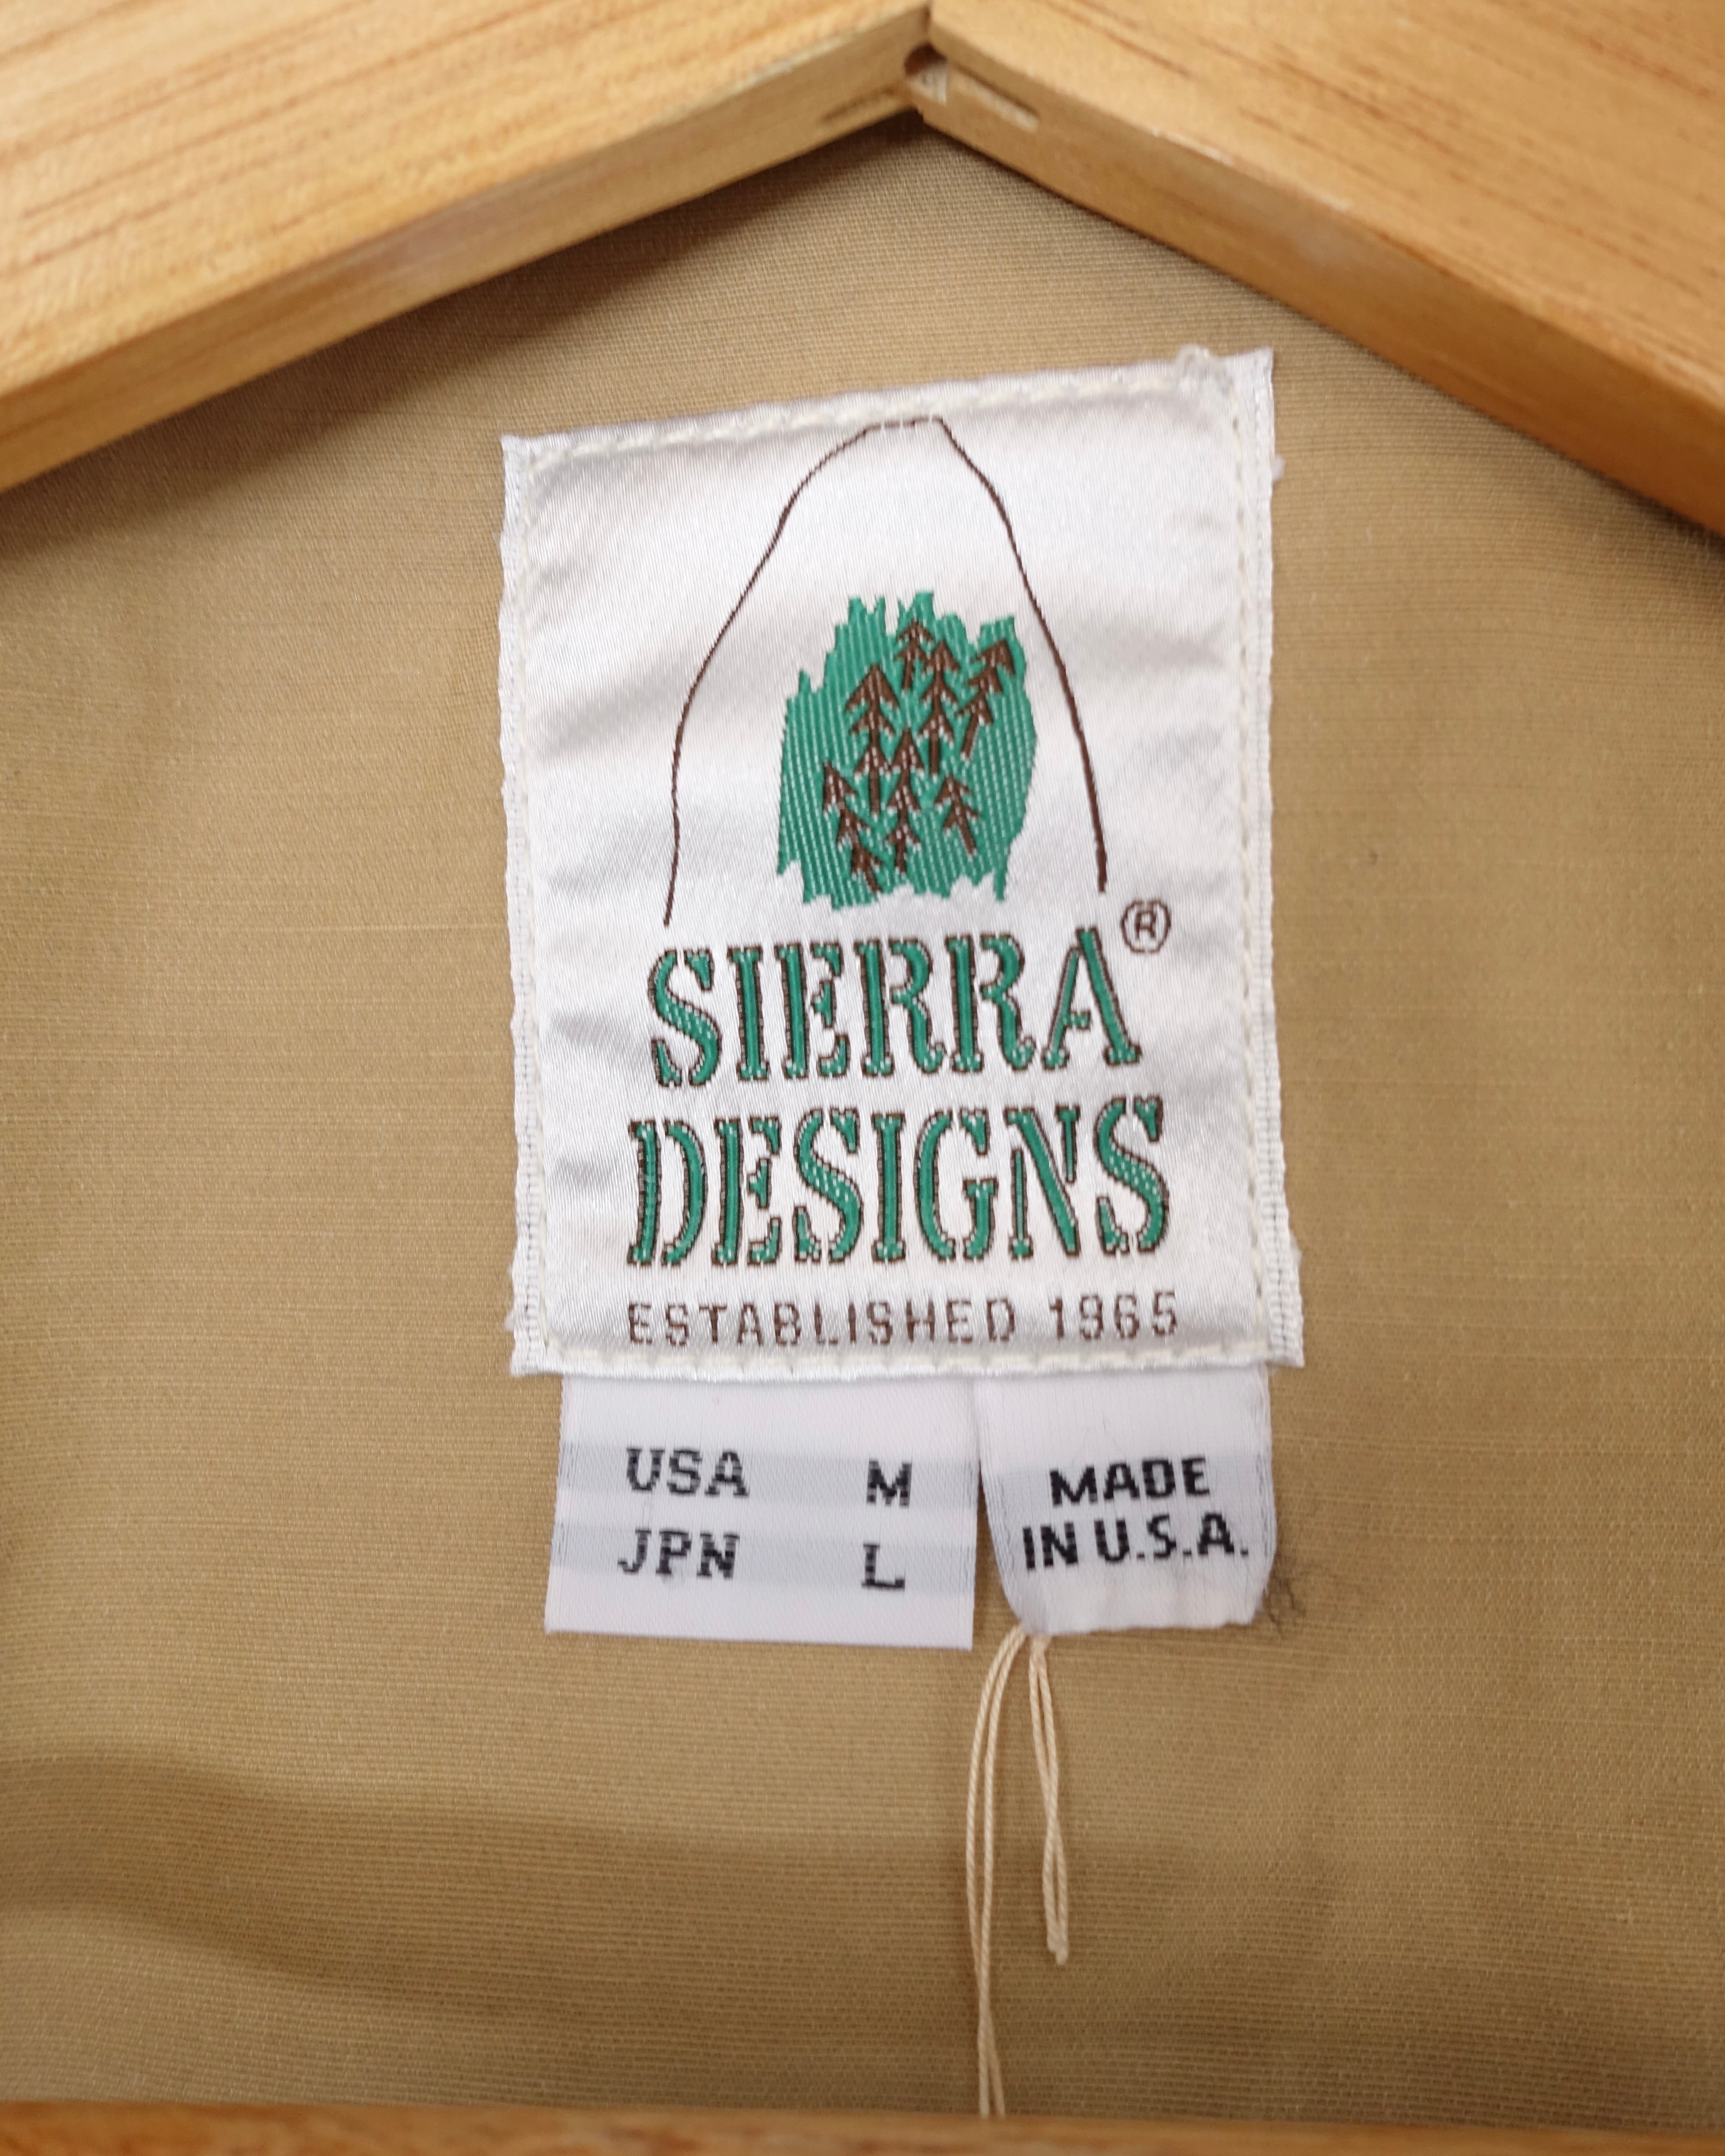 SIERRA®
DESIGNS
ESTABLISHED 1965
USA M
JPN L
MADE
IN U.S.A.